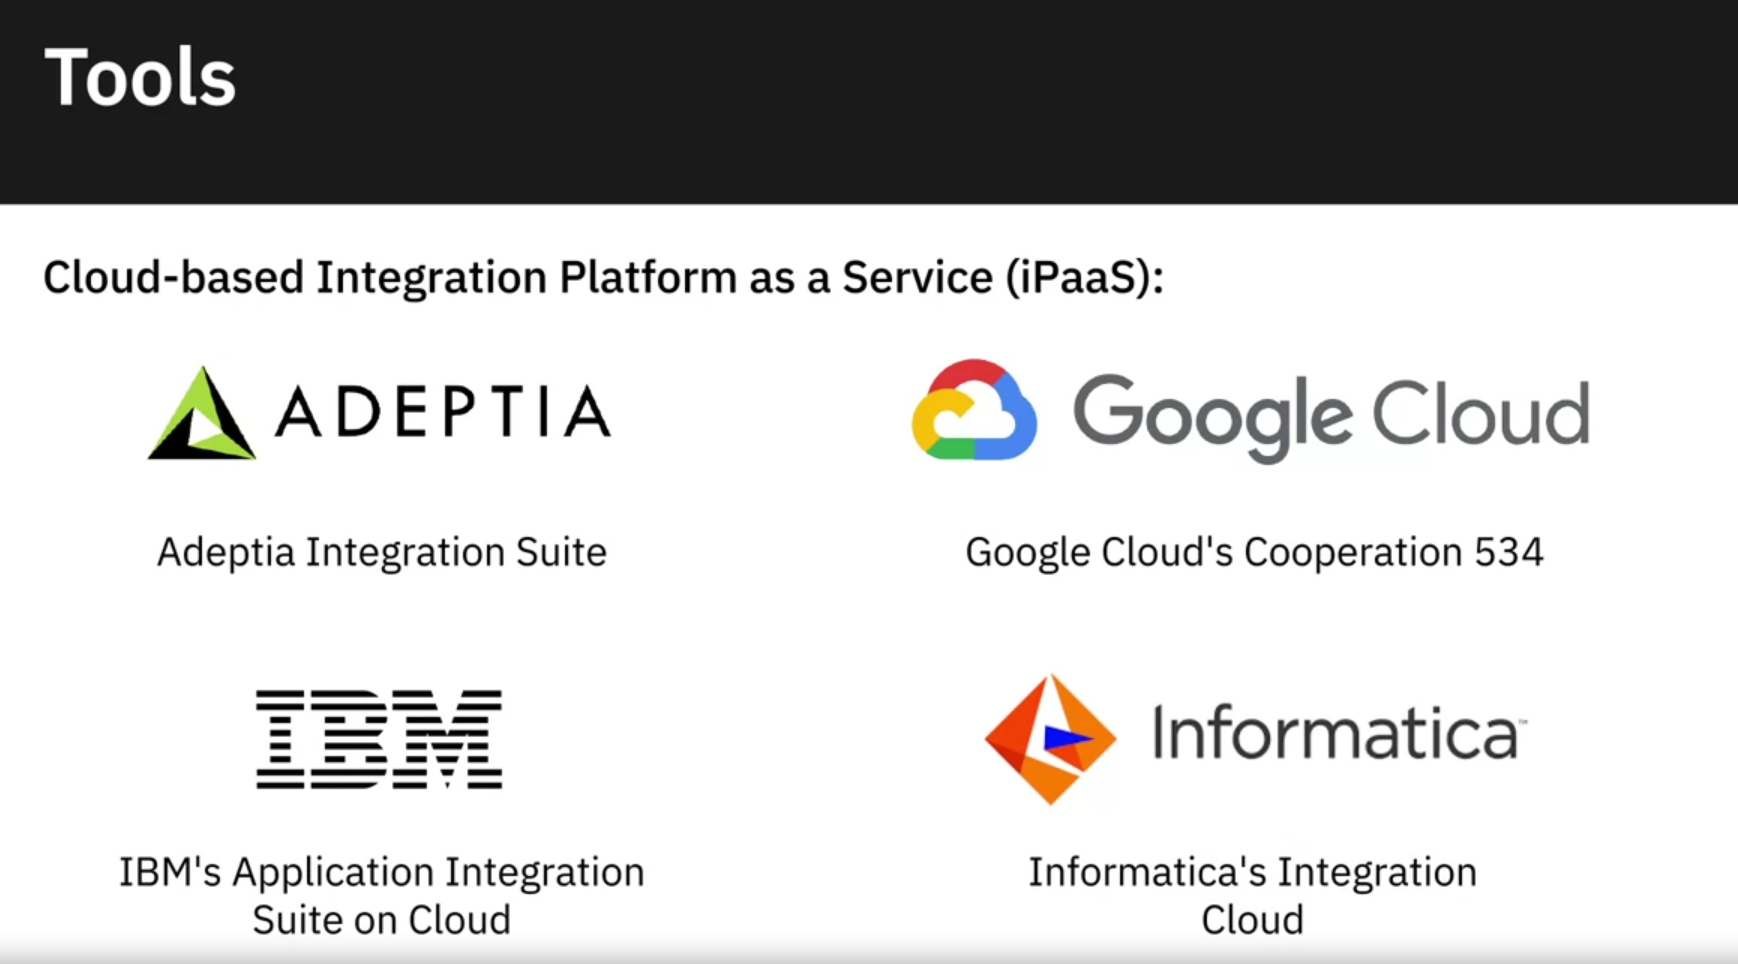 Tools
Cloud-based Integration Platform as a Service (iPaaS):
ADEPTIA
Google Cloud
Adeptia Integration Suite
Google Cloud's Cooperation 534
IBM
Informatica™
IBM's Application Integration
Suite on Cloud
Informatica's Integration
Cloud